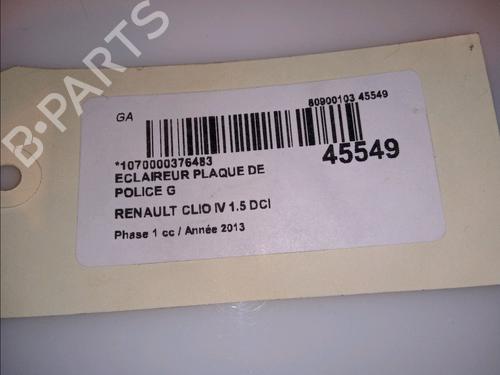 B-PARTS
GA
80900103 45549
*1070000376483
45549
ECLAIREUR PLAQUE DE
POLICE G
RENAULT CLIO IV 1.5 DCI
Phase 1 cc / Année 2013